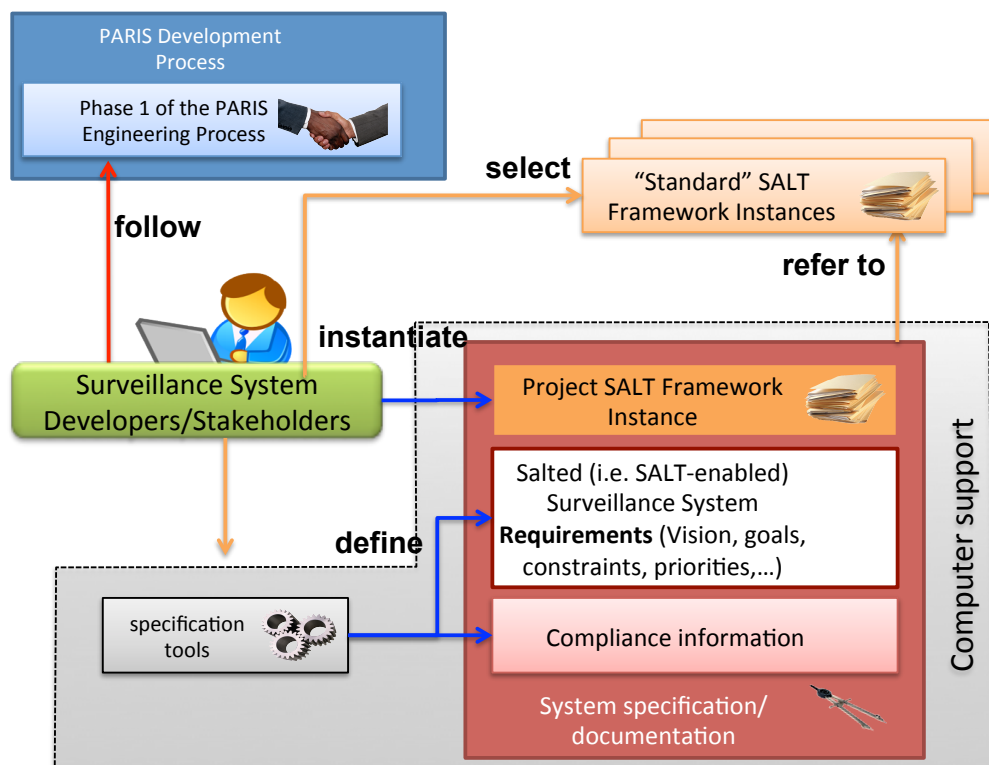 PARIS Development
Process
Phase 1 of the PARIS
Engineering Process
select
“Standard” SALT
Framework Instances
follow
refer to
instantiate
Surveillance System
Developers/Stakeholders
Project SALT Framework
Instance
Salted (i.e. SALT-enabled)
Surveillance System
Requirements (Vision, goals,
constraints, priorities,…)
define
specification
tools
Compliance information
System specification/
documentation
Computer support